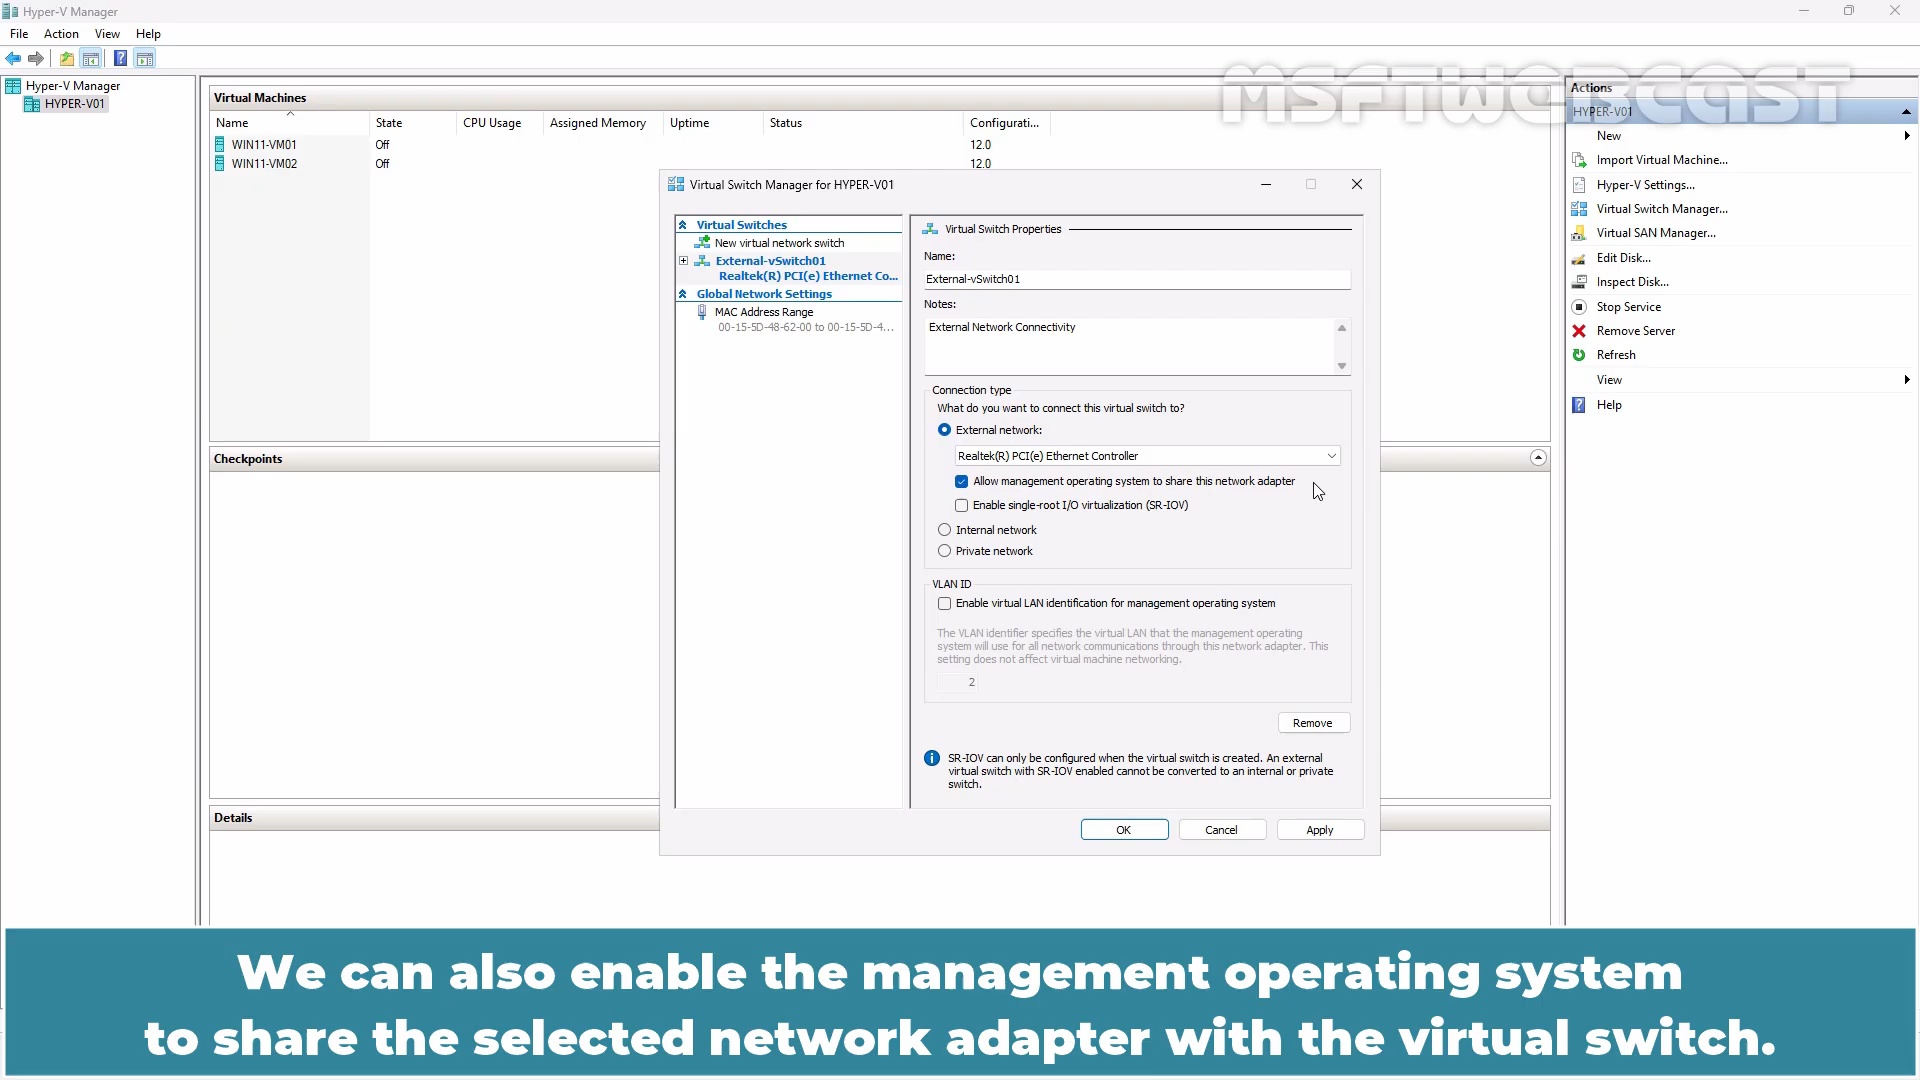 Hyper-V Manager
File Action View Help
Hyper-V Manager
HYPER-V01
Virtual Machines
Name State CPU Usage Assigned Memory Uptime Status Configurati...
WIN11-VM01 Off 12.0
WIN11-VM02 Off 12.0
Checkpoints
Details
Virtual Switch Manager for HYPER-V01
Virtual Switches
New virtual network switch
External-vSwitch01
Realtek(R) PCI(e) Ethernet Co...
Global Network Settings
MAC Address Range
00-15-5D-48-62-00 to 00-15-5D-4...
Virtual Switch Properties
Name:
External-vSwitch01
Notes:
External Network Connectivity
Connection type
What do you want to connect this virtual switch to?
External network:
Realtek(R) PCI(e) Ethernet Controller
Allow management operating system to share this network adapter
Enable single-root I/O virtualization (SR-IOV)
Internal network
Private network
VLAN ID
Enable virtual LAN identification for management operating system
The VLAN identifier specifies the virtual LAN that the management operating
system will use for all network communications through this network adapter. This
setting does not affect virtual machine networking.
2
Remove
SR-IOV can only be configured when the virtual switch is created. An external
virtual switch with SR-IOV enabled cannot be converted to an internal or private
switch.
OK Cancel Apply
MSFTWEBCAST
Actions
HYPER-V01
New
Import Virtual Machine...
Hyper-V Settings...
Virtual Switch Manager...
Virtual SAN Manager...
Edit Disk...
Inspect Disk...
Stop Service
Remove Server
Refresh
View
Help
We can also enable the management operating system
to share the selected network adapter with the virtual switch.